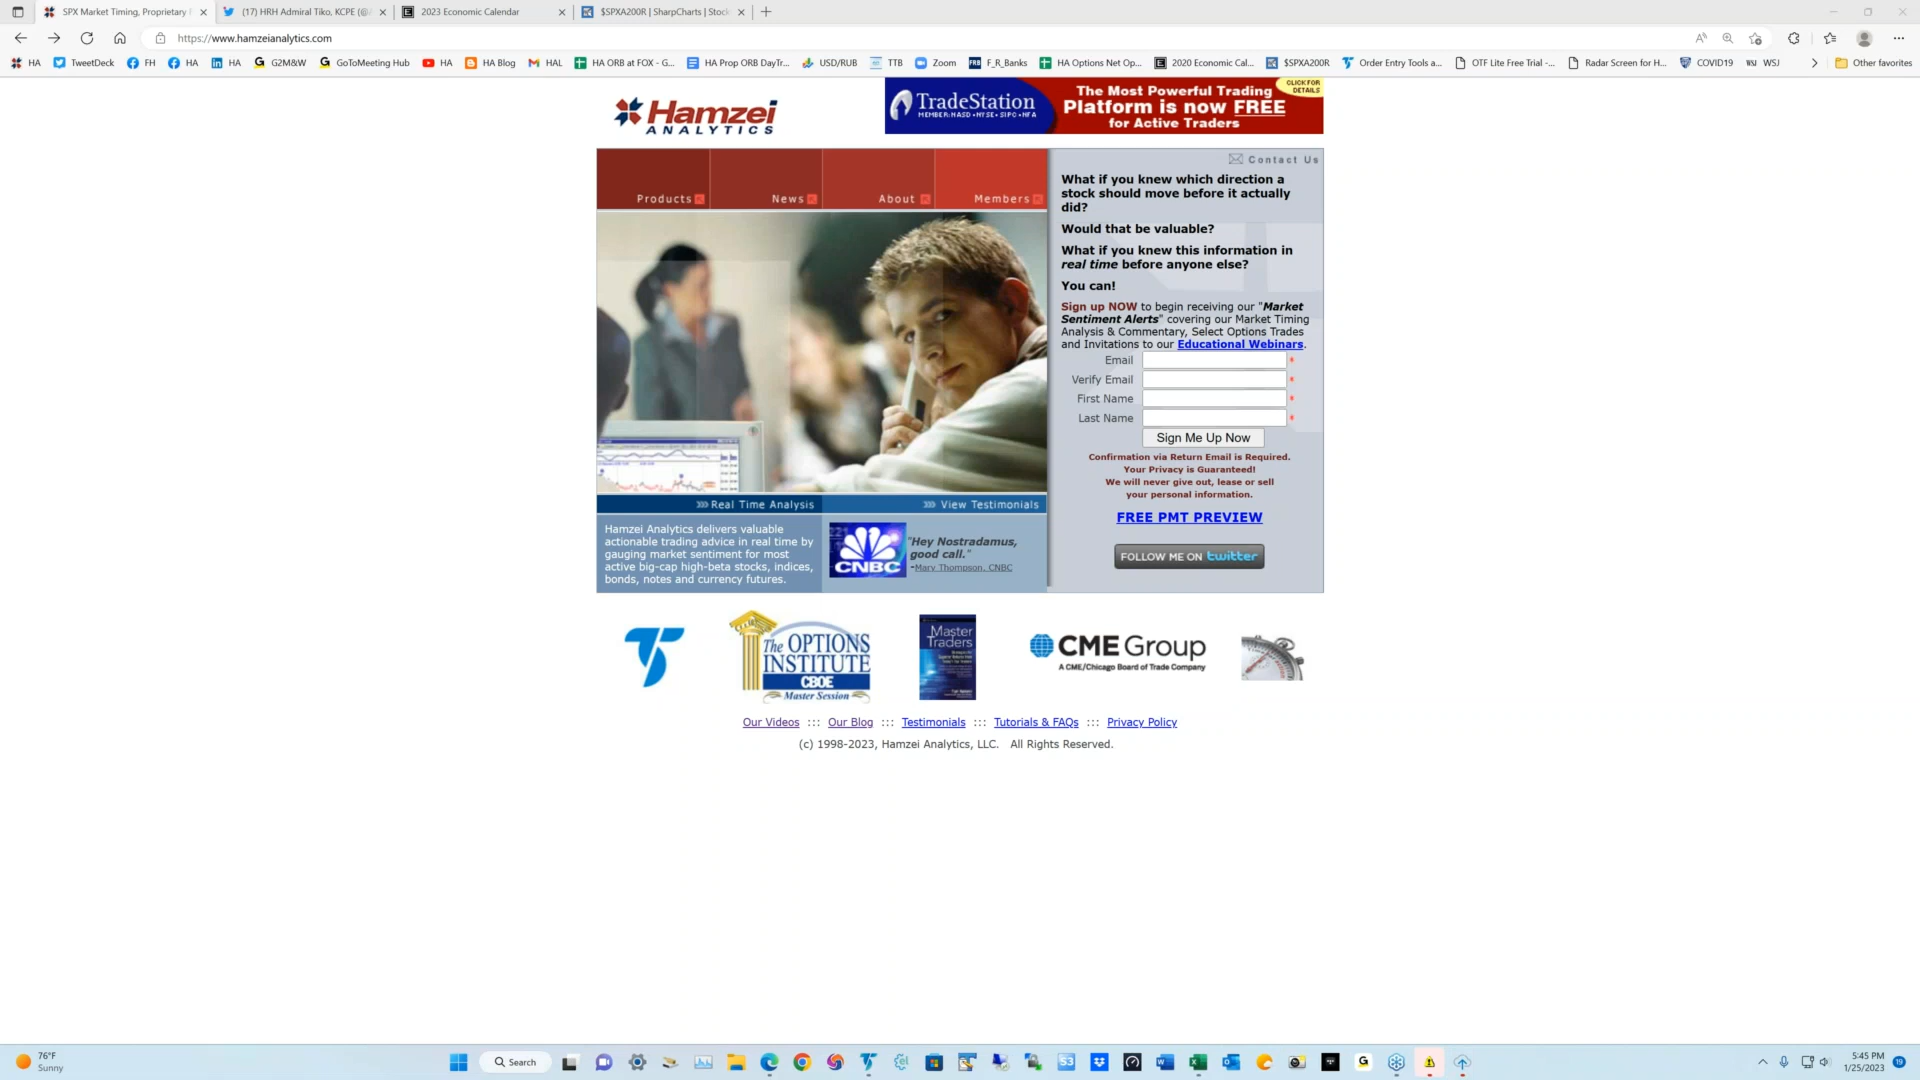 SPX Market Timing, Proprietary
(17) HRH Admiral Tiko, KCPE (@
2023 Economic Calendar
$SPXA200R | SharpCharts | Stock
https://www.hamzeianalytics.com
HA
TweetDeck
FH
HA
HA
G2M&W
GoToMeeting Hub
HA
HA Blog
HAL
HA ORB at FOX - G...
HA Prop ORB DayTr...
USD/RUB
TTB
Zoom
F_R_Banks
HA Options Net Op...
2020 Economic Cal...
$SPXA200R
Order Entry Tools a...
OTF Lite Free Trial -...
Radar Screen for H...
COVID19
WSJ
WSJ
Other favorites
Hamzei
ANALYTICS
TradeStation
MEMBER: NASD • NYSE • SIPC • NFA
The Most Powerful Trading
Platform is now FREE
for Active Traders
CLICK FOR
DETAILS
Products
News
About
Members
Contact Us
What if you knew which direction a
stock should move before it actually
did?
Would that be valuable?
What if you knew this information in
real time before anyone else?
You can!
Sign up NOW to begin receiving our "Market
Sentiment Alerts" covering our Market Timing
Analysis & Commentary, Select Options Trades
and Invitations to our Educational Webinars.
Email *
Verify Email *
First Name *
Last Name *
Sign Me Up Now
Confirmation via Return Email is Required.
Your Privacy is Guaranteed!
We will never give out, lease or sell
your personal information.
FREE PMT PREVIEW
FOLLOW ME ON twitter
Real Time Analysis
View Testimonials
Hamzei Analytics delivers valuable
actionable trading advice in real time by
gauging market sentiment for most
active big-cap high-beta stocks, indices,
bonds, notes and currency futures.
CNBC
"Hey Nostradamus,
good call."
-Mary Thompson, CNBC
The OPTIONS
INSTITUTE
CBOE
Master Session
Master
Traders
CME Group
A CME/Chicago Board of Trade Company
Our Videos ::: Our Blog ::: Testimonials ::: Tutorials & FAQs ::: Privacy Policy
(c) 1998-2023, Hamzei Analytics, LLC. All Rights Reserved.
76°F
Sunny
Search
5:45 PM
1/25/2023
19